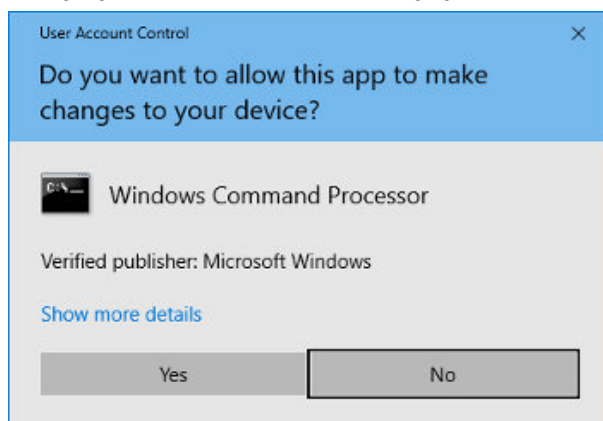 User Account Control
Do you want to allow this app to make
changes to your device?
C:\
Windows Command Processor
Verified publisher: Microsoft Windows
Show more details
Yes
No